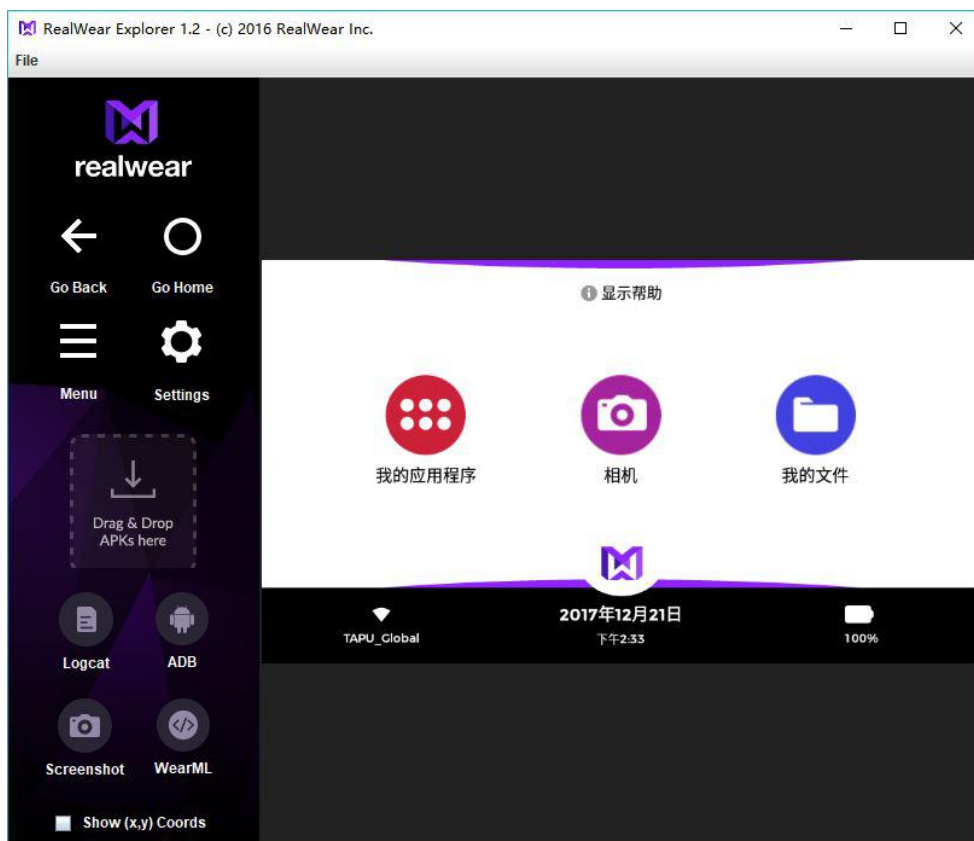 RealWear Explorer 1.2 - (c) 2016 RealWear Inc.
File
realwear
Go Back
Go Home
Menu
Settings
Drag & Drop
APKs here
Logcat
ADB
Screenshot
WearML
Show (x,y) Coords
显示帮助
我的应用程序
相机
我的文件
TAPU_Global
2017年12月21日
下午2:33
100%